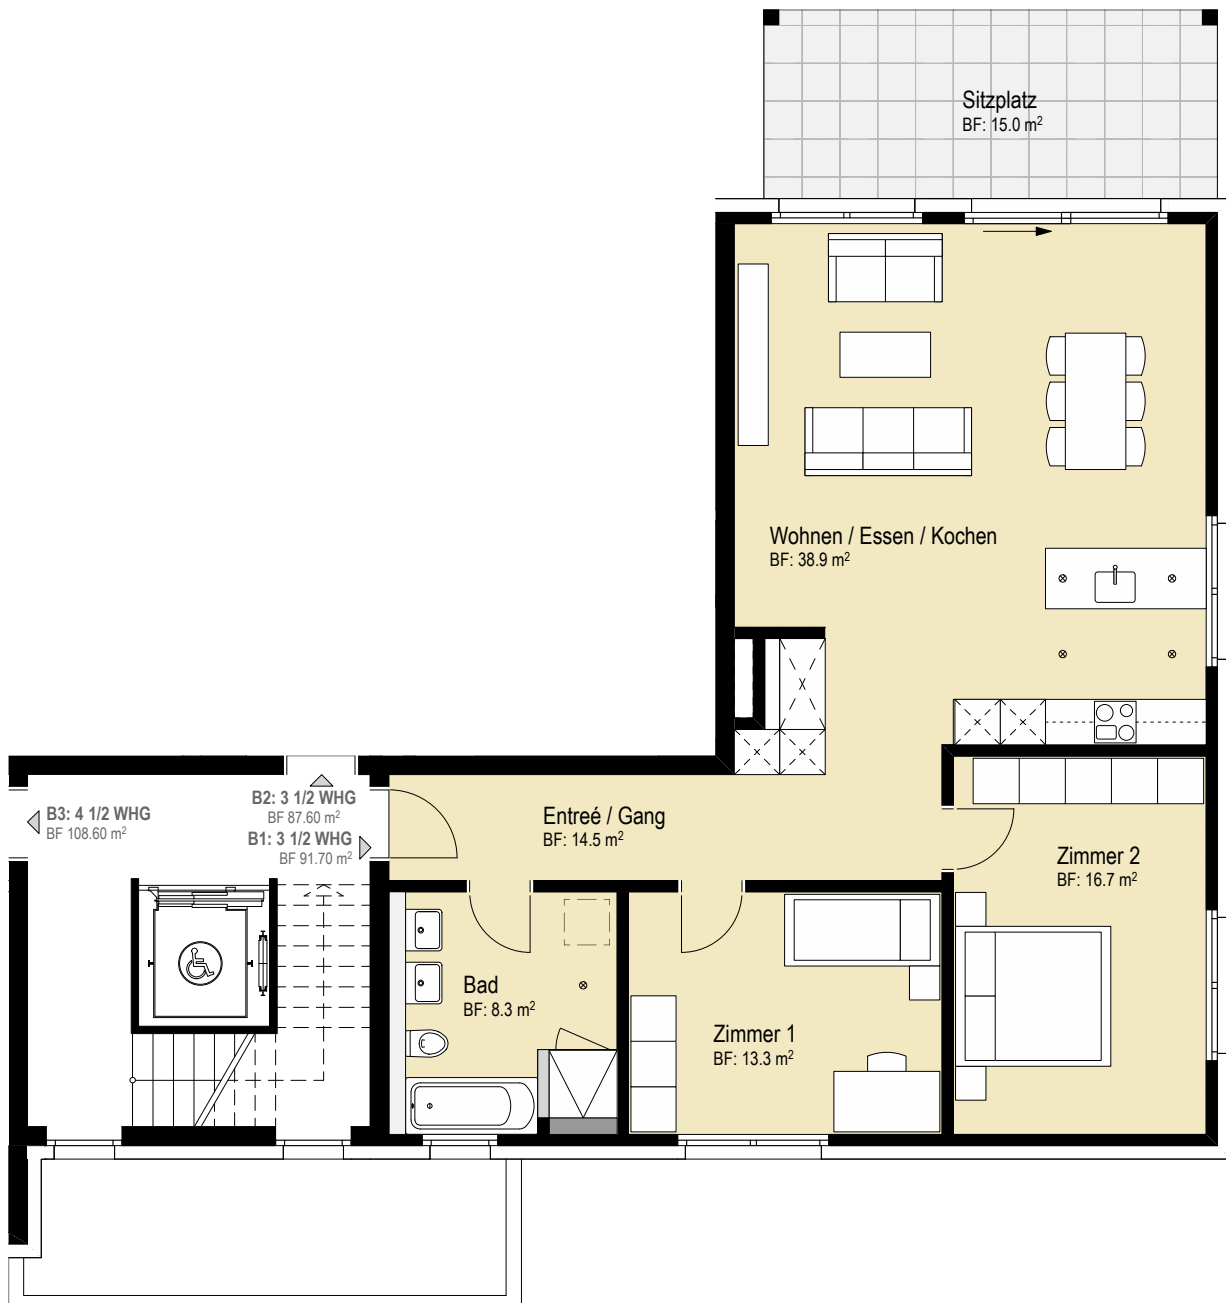 Sitzplatz
BF: 15.0 m²
Wohnen / Essen / Kochen
BF: 38.9 m²
B3: 4 1/2 WHG
BF 108.60 m²
B2: 3 1/2 WHG
BF 87.60 m²
B1: 3 1/2 WHG
BF 91.70 m²
Entreé / Gang
BF: 14.5 m²
Zimmer 2
BF: 16.7 m²
Bad
BF: 8.3 m²
Zimmer 1
BF: 13.3 m²